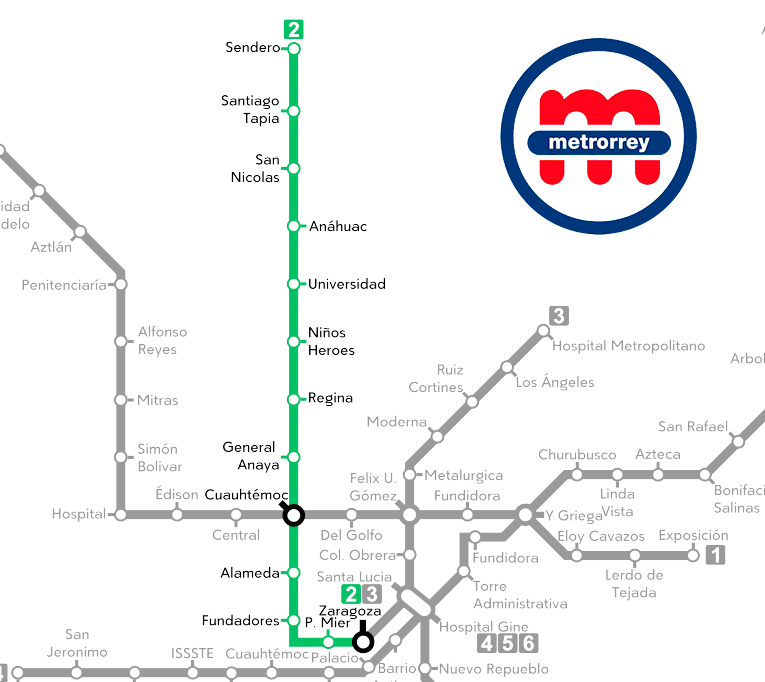 2
Sendero
Santiago
Tapia
San
Nicolas
metrorrey
idad
delo
Aztlán
Anáhuac
Penitenciaría
Universidad
Alfonso
Reyes
Niños
Heroes
3
Hospital Metropolitano
Ruiz
Cortines
Los Ángeles
Arbol
Mitras
Regina
Moderna
San Rafael
Simón
Bolivar
General
Anaya
Churubusco
Azteca
Felix U.
Gómez
Metalurgica
Fundidora
Linda
Vista
Bonifaci
Salinas
Édison
Cuauhtémoc
Hospital
Central
Del Golfo
Y Griega
Eloy Cavazos
Exposición
1
Col. Obrera
Fundidora
Lerdo de
Tejada
Alameda
Santa Lucia
Torre
Administrativa
2 3
Zaragoza
Fundadores
P. Mier
Hospital Gine
4 5 6
San
Jeronimo
ISSSTE
Cuauhtémoc
Palacio
Barrio
Nuevo Repueblo